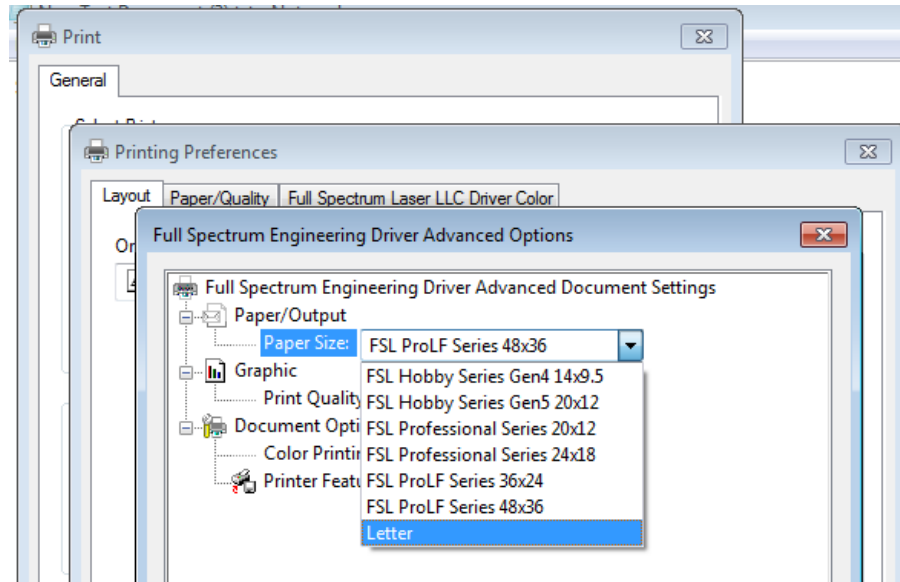 Print
General
Printing Preferences
Layout Paper/Quality Full Spectrum Laser LLC Driver Color
Full Spectrum Engineering Driver Advanced Options
Full Spectrum Engineering Driver Advanced Document Settings
Paper/Output
Paper Size: FSL ProLF Series 48x36
Graphic
FSL Hobby Series Gen4 14x9.5
Print Quality
FSL Hobby Series Gen5 20x12
Document Opti
FSL Professional Series 20x12
Color Printin
FSL Professional Series 24x18
Printer Featu
FSL ProLF Series 36x24
FSL ProLF Series 48x36
Letter